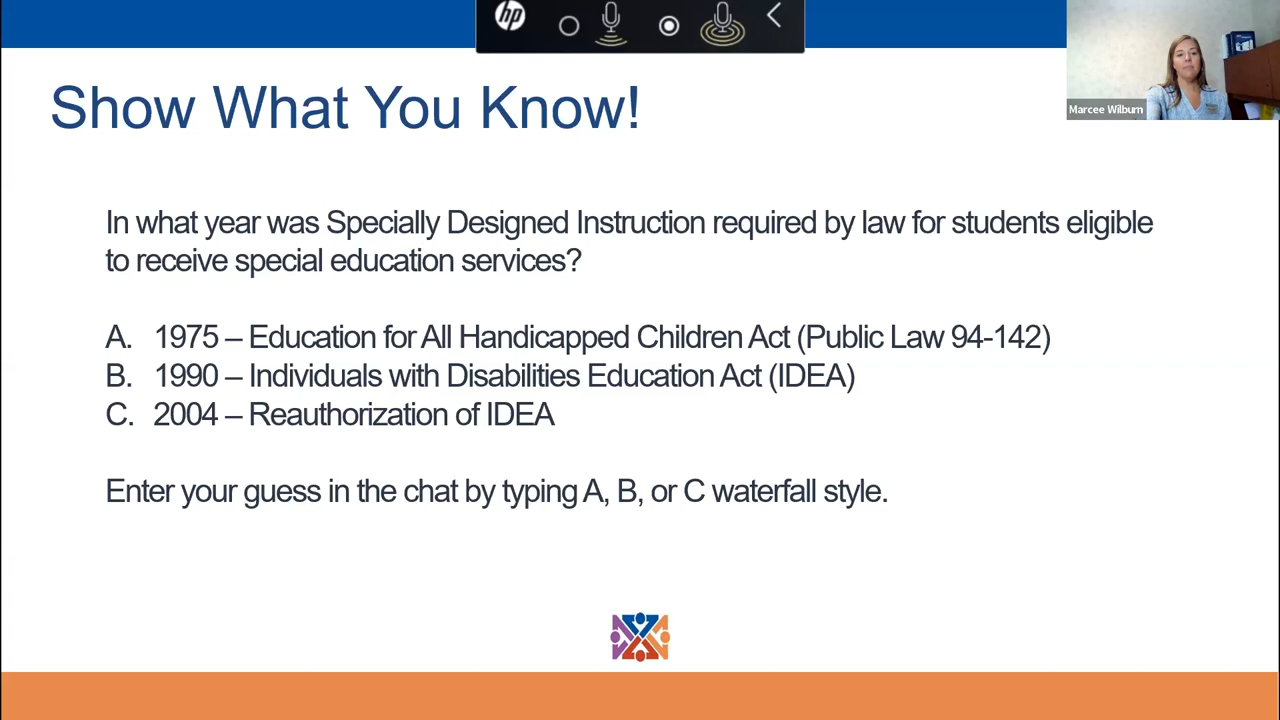 hp
Marcee Wilburn
Show What You Know!
In what year was Specially Designed Instruction required by law for students eligible
to receive special education services?
A. 1975 – Education for All Handicapped Children Act (Public Law 94-142)
B. 1990 – Individuals with Disabilities Education Act (IDEA)
C. 2004 – Reauthorization of IDEA
Enter your guess in the chat by typing A, B, or C waterfall style.